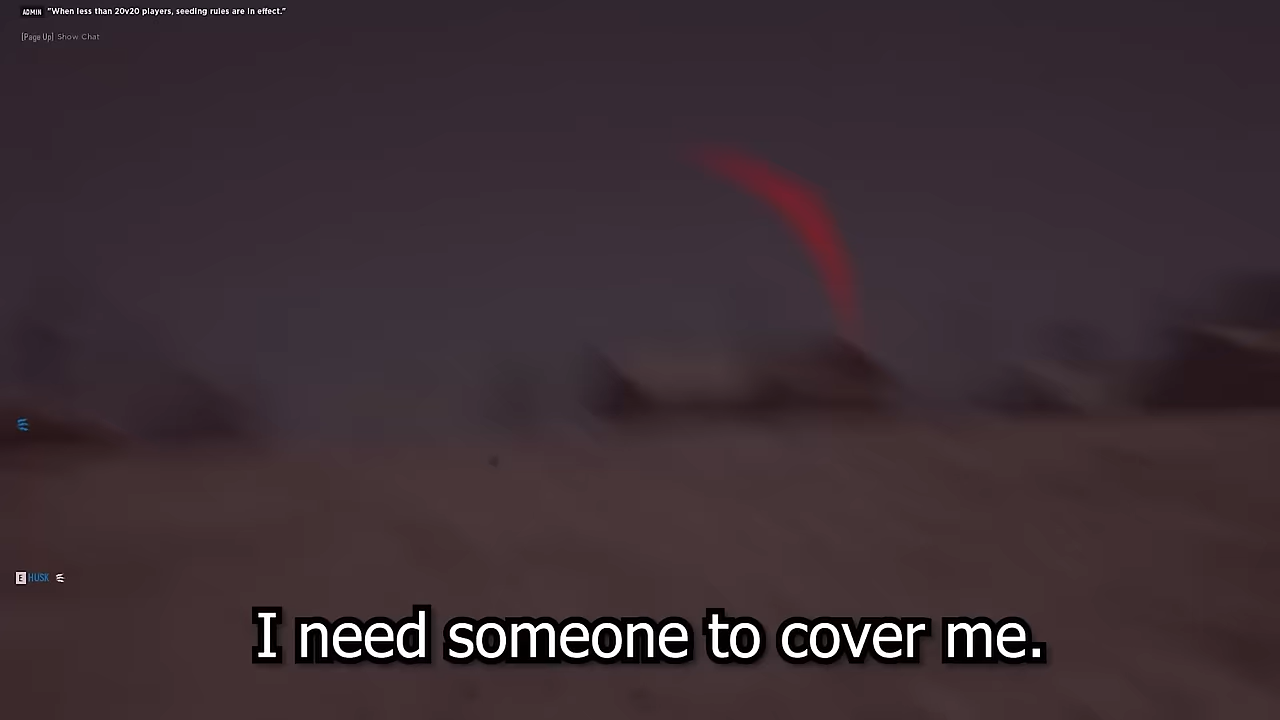 ADMIN "When less than 20v20 players, seeding rules are in effect."
[Page Up] Show Chat
E HUSK
I need someone to cover me.